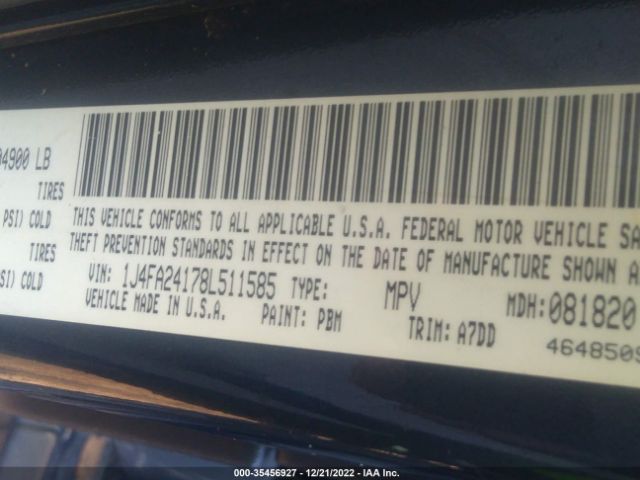 04900 LB
TIRES
PSI) COLD
TIRES
SI) COLD
THIS VEHICLE CONFORMS TO ALL APPLICABLE U.S.A. FEDERAL MOTOR VEHICLE SA
THEFT PREVENTION STANDARDS IN EFFECT ON THE DATE OF MANUFACTURE SHOWN A
VIN: 1J4FA24178L511585 TYPE: MPV MDH: 081820
VEHICLE MADE IN U.S.A. PAINT: PBM TRIM: A7DD
4648509
000-35456927 - 12/21/2022 - IAA Inc.